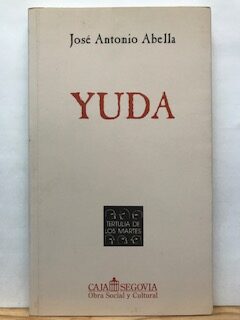 José Antonio Abella
YUDA
TERTULIA DE
LOS MARTES
CAJA SEGOVIA
Obra Social y Cultural